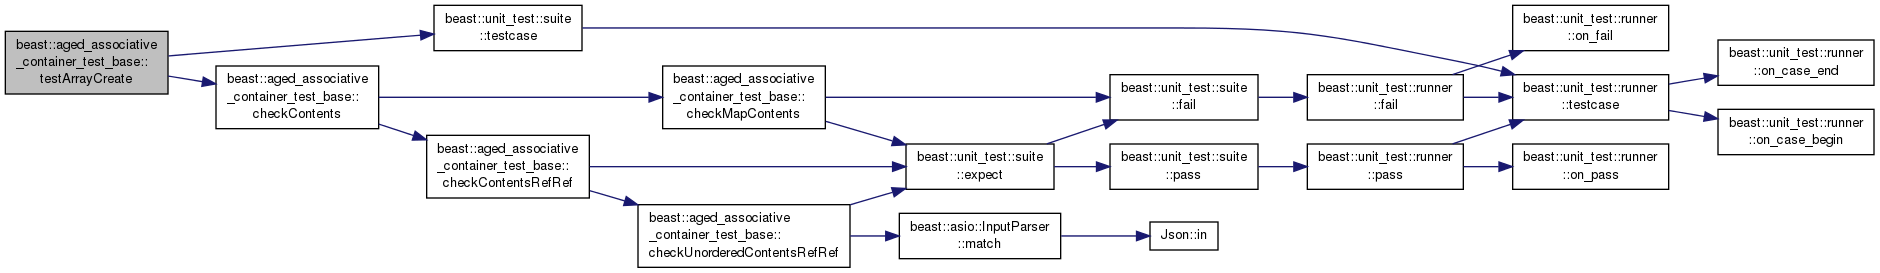 beast::aged_associative
_container_test_base::
testArrayCreate
beast::unit_test::suite
::testcase
beast::aged_associative
_container_test_base::
checkContents
beast::aged_associative
_container_test_base::
checkMapContents
beast::aged_associative
_container_test_base::
checkContentsRefRef
beast::aged_associative
_container_test_base::
checkUnorderedContentsRefRef
beast::unit_test::suite
::expect
beast::asio::InputParser
::match
beast::unit_test::suite
::fail
beast::unit_test::suite
::pass
Json::in
beast::unit_test::runner
::fail
beast::unit_test::runner
::pass
beast::unit_test::runner
::on_fail
beast::unit_test::runner
::testcase
beast::unit_test::runner
::on_pass
beast::unit_test::runner
::on_case_end
beast::unit_test::runner
::on_case_begin